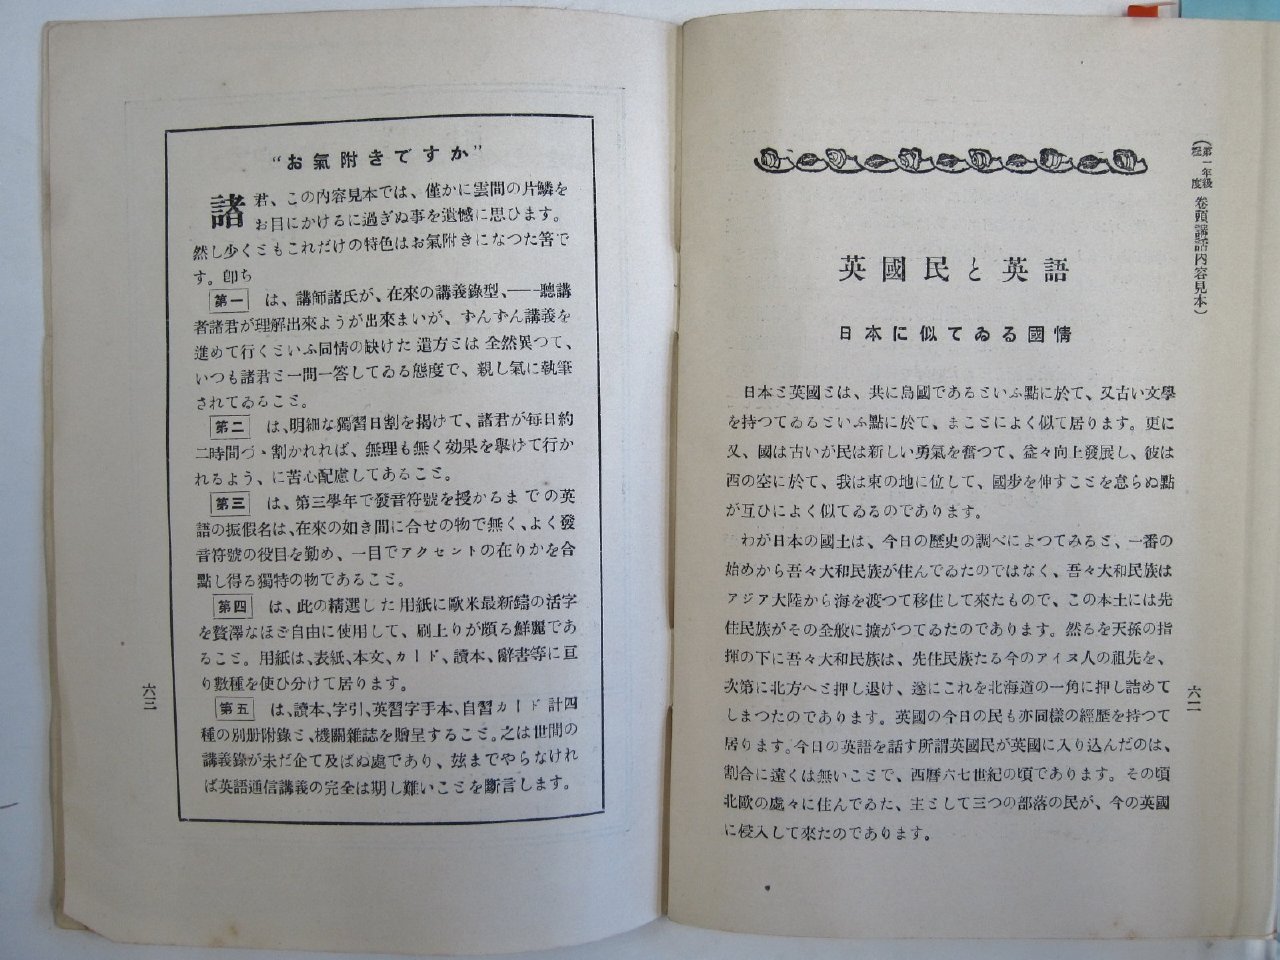 (第一年後程度 卷頭講話内容見本)
英國民と英語
日本に似てゐる國情
日本と英國とは、共に島國であるといふ點に於て、又古い文學
を持つてゐるといふ點に於て、まことによく似て居ります。更に
又、國は古いが民は新しい勇氣を奮つて、益々向上發展し、彼は
西の空に於て、我は東の地に位して、國步を伸すことを怠らぬ點
が互ひによく似てゐるのであります。
わが日本の國土は、今日の歷史の調べによつてみると、一番の
始めから吾々大和民族が住んでゐたのではなく、吾々大和民族は
アジア大陸から海を渡つて移住して來たもので、この本土には先
住民族がその全般に擴がつてゐたのであります。然るを天孫の指
揮の下に吾々大和民族は、先住民族たる今のアイヌ人の祖先を、
次第に北方へと押し退け、遂にこれを北海道の一角に押し詰めて
しまつたのであります。英國の今日の民も亦同樣の經歷を持つて
居ります。今日の英語を話す所謂英國民が英國に入り込んだのは、
割合に遠くは無いことで、西曆六七世紀の頃であります。その頃
北歐の處々に住んでゐた、主として三つの部落の民が、今の英國
に侵入して來たのであります。
六二
“お氣附きですか”
諸君、この内容見本では、僅かに雲間の片鱗を
お目にかけるに過ぎぬ事を遺憾に思ひます。
然し少くともこれだけの特色はお氣附きになつた筈で
す。卽ち
第一 は、講師諸氏が、在來の講義錄型、——聽講
者諸君が理解出來ようが出來まいが、ずんずん講義を
進めて行くといふ同情の缺けた遣方とは全然異つて、
いつも諸君と一問一答してゐる態度で、親し氣に執筆
されてゐること。
第二 は、明細な獨習日割を揭げて、諸君が每日約
二時間づゝ割かれれば、無理も無く効果を擧けて行か
れるよう、に苦心配慮してあること。
第三 は、第三學年で發音符號を授かるまでの英
語の振假名は、在來の如き間に合せの物で無く、よく發
音符號の役目を勤め、一目でアクセントの在りかを合
點し得る獨特の物であること。
第四 は、此の精選した用紙に歐米最新鑄の活字
を贅澤なほど自由に使用して、刷上りが頗る鮮麗であ
ること。用紙は、表紙、本文、カード、讀本、辭書等に亘
り數種を使ひ分けて居ります。
第五 は、讀本、字引、英習字手本、自習カード計四
種の別册附錄と、機關雜誌を贈呈すること。之は世間の
講義錄が未だ企て及ばぬ處であり、玆までやらなけれ
ば英語通信講義の完全は期し難いことを斷言します。
六三